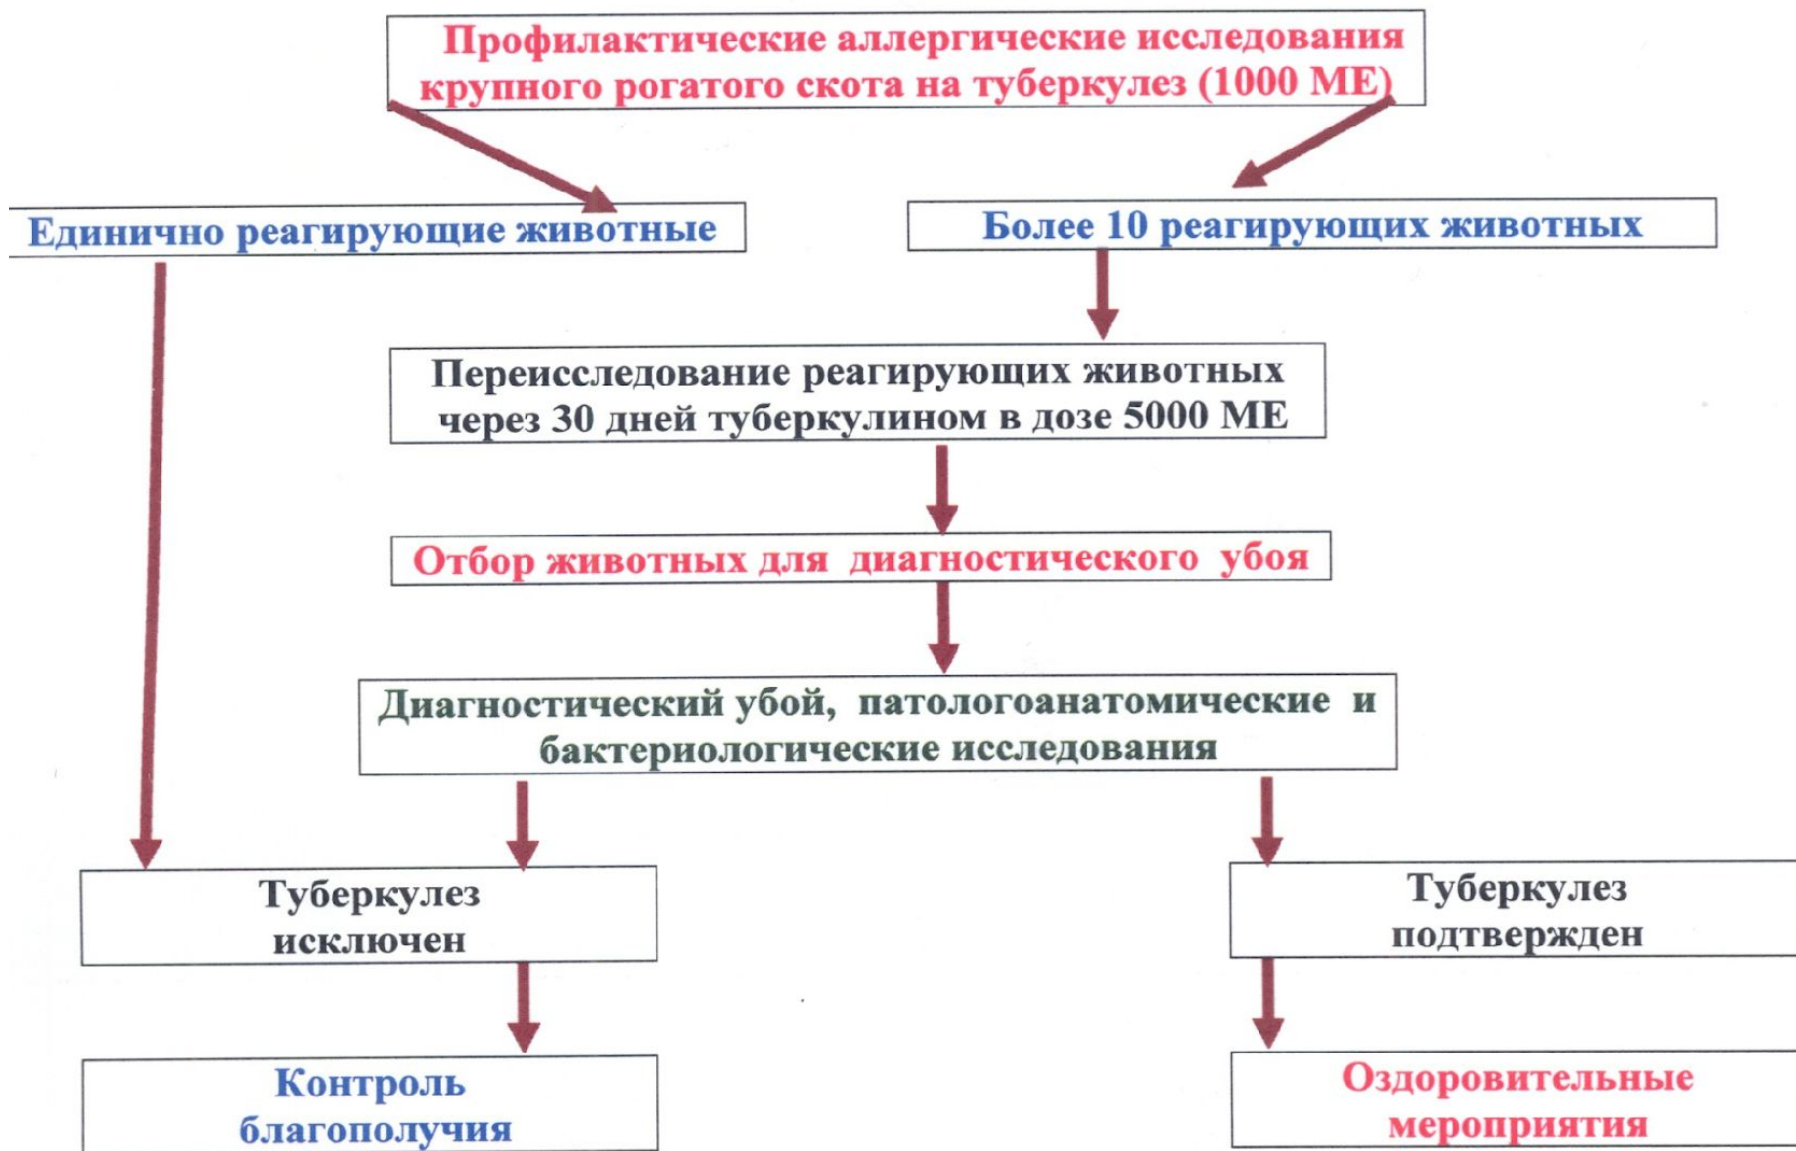 Профилактические аллергические исследования
крупного рогатого скота на туберкулез (1000 МЕ)
Единично реагирующие животные
Более 10 реагирующих животных
Переисследование реагирующих животных
через 30 дней туберкулином в дозе 5000 МЕ
Отбор животных для диагностического убоя
Диагностический убой, патологоанатомические и
бактериологические исследования
Туберкулез
исключен
Туберкулез
подтвержден
Контроль
благополучия
Оздоровительные
мероприятия